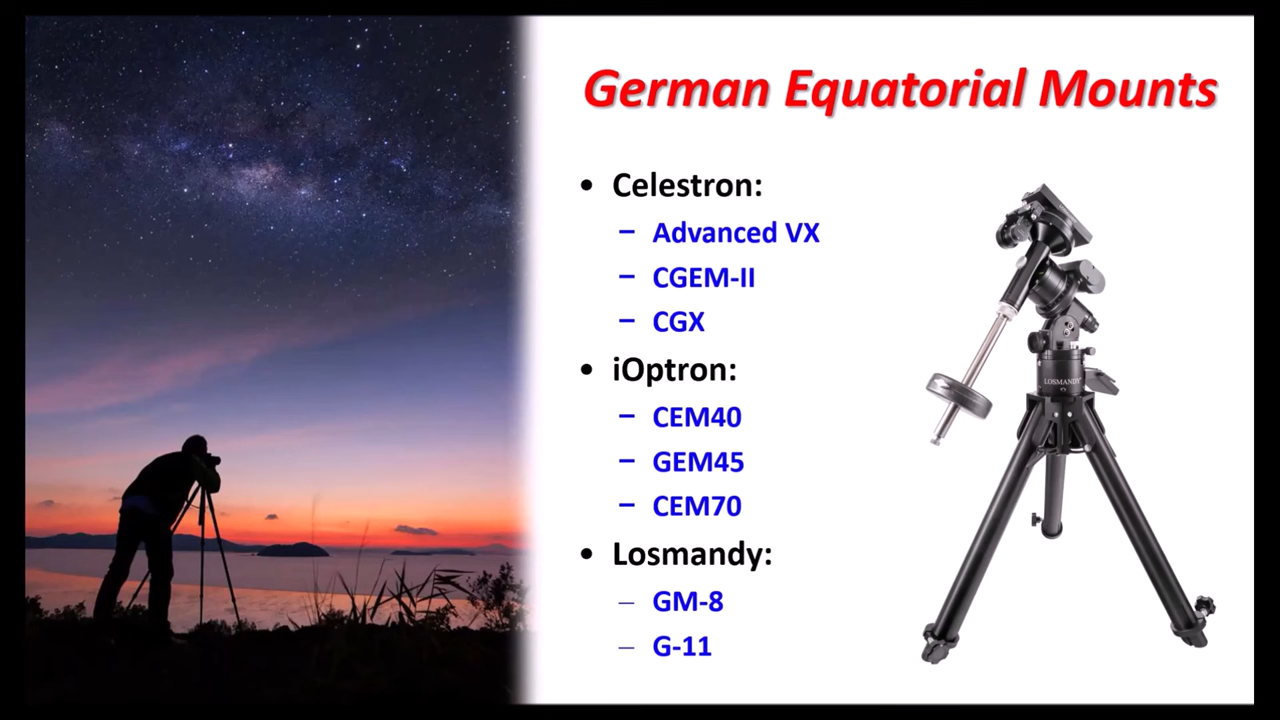 German Equatorial Mounts
• Celestron:
– Advanced VX
– CGEM-II
– CGX
• iOptron:
– CEM40
– GEM45
– CEM70
• Losmandy:
– GM-8
– G-11
LOSMANDY